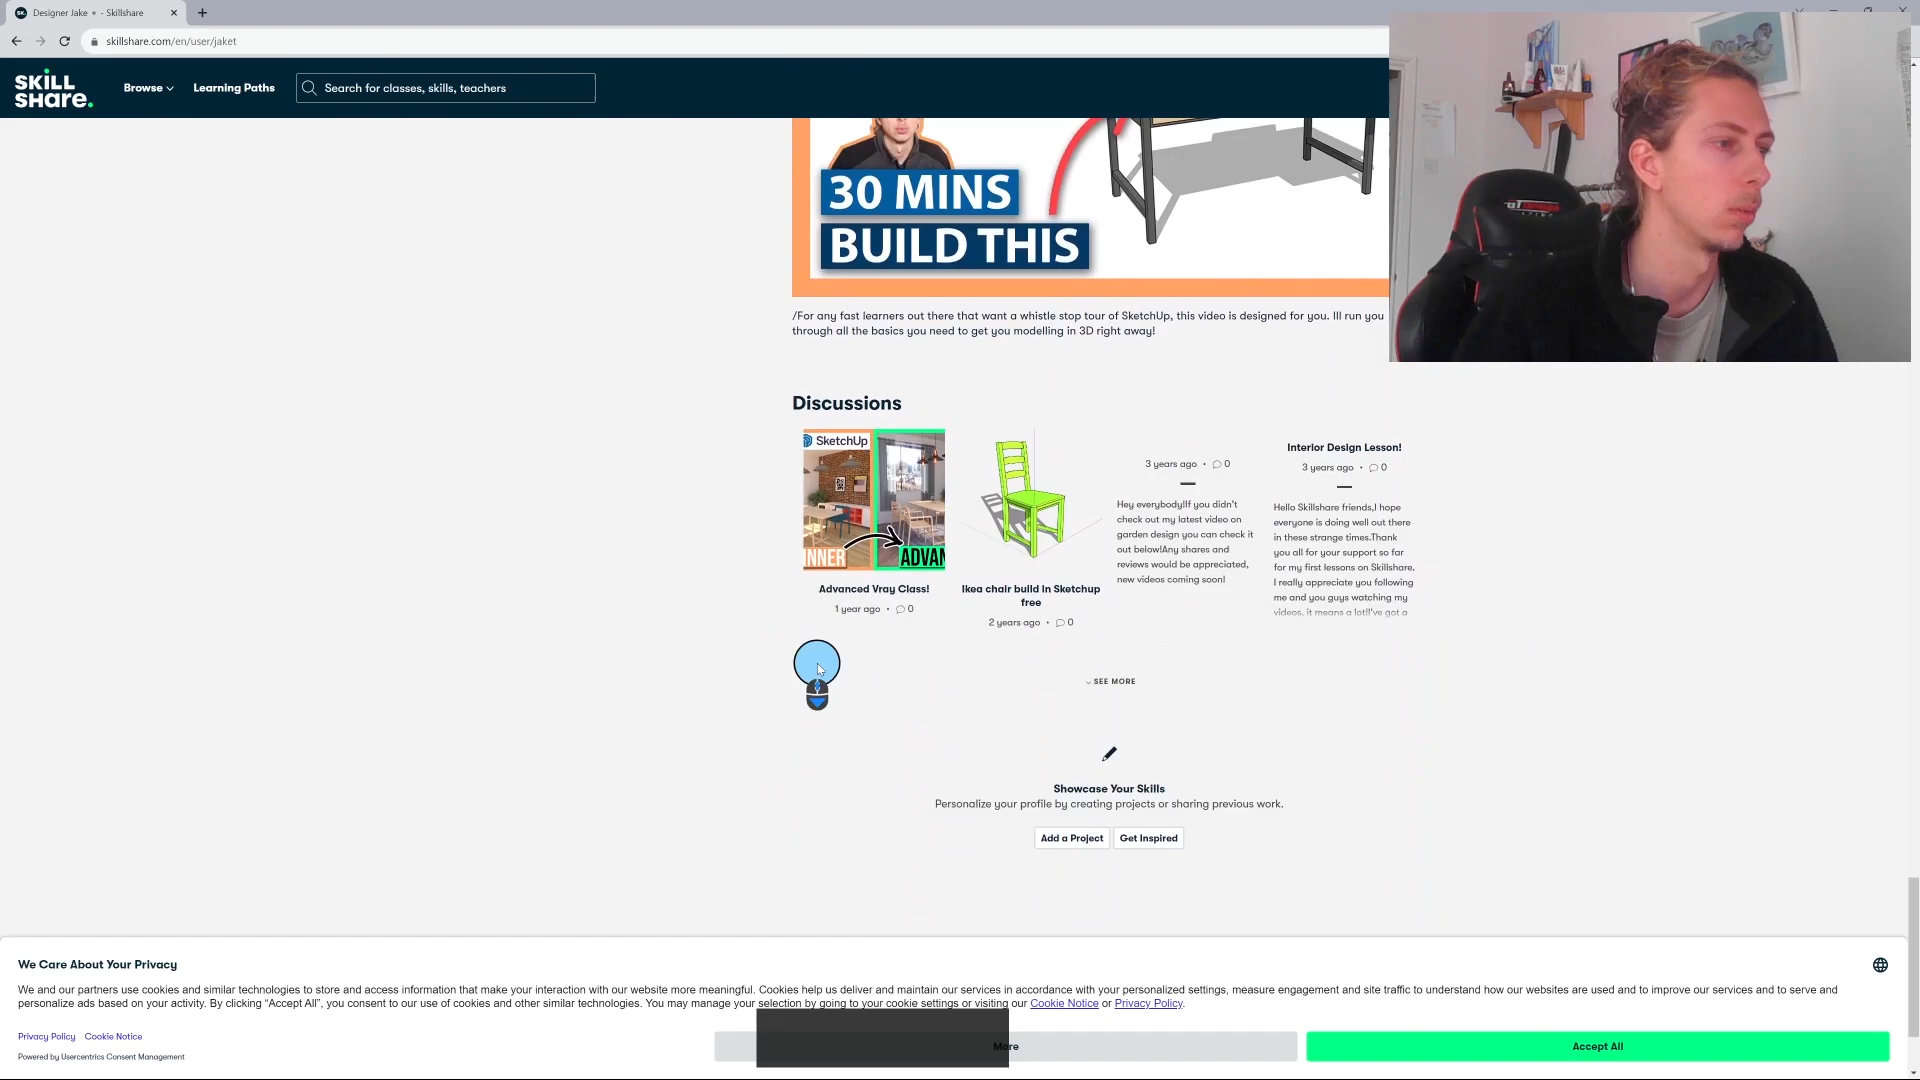 Designer Jake ★ - Skillshare
skillshare.com/en/user/jaket
SKILL
SHare.
Browse
Learning Paths
Search for classes, skills, teachers
30 MINS
BUILD THIS
/For any fast learners out there that want a whistle stop tour of SketchUp, this video is designed for you. Ill run you
through all the basics you need to get you modelling in 3D right away!
Discussions
SketchUp
INNER
ADVAN
Advanced Vray Class!
1 year ago • 0
Ikea chair build in Sketchup
free
2 years ago • 0
3 years ago • 0
Hey everybody!If you didn't
check out my latest video on
garden design you can check it
out below!Any shares and
reviews would be appreciated,
new videos coming soon!
Interior Design Lesson!
3 years ago • 0
Hello Skillshare friends,I hope
everyone is doing well out there
in these strange times.Thank
you all for your support so far
for my first lessons on Skillshare.
I really appreciate you following
me and you guys watching my
videos, it means a lot!I've got a
SEE MORE
Showcase Your Skills
Personalize your profile by creating projects or sharing previous work.
Add a Project
Get Inspired
We Care About Your Privacy
We and our partners use cookies and similar technologies to store and access information that make your interaction with our website more meaningful. Cookies help us deliver and maintain our services in accordance with your personalized settings, measure engagement and site traffic to understand how our websites are used and to improve our services and to serve and
personalize ads based on your activity. By clicking “Accept All”, you consent to our use of cookies and other similar technologies. You may manage your selection by going to your cookie settings or visiting our Cookie Notice or Privacy Policy.
Privacy Policy Cookie Notice
Powered by Usercentrics Consent Management
More
Accept All